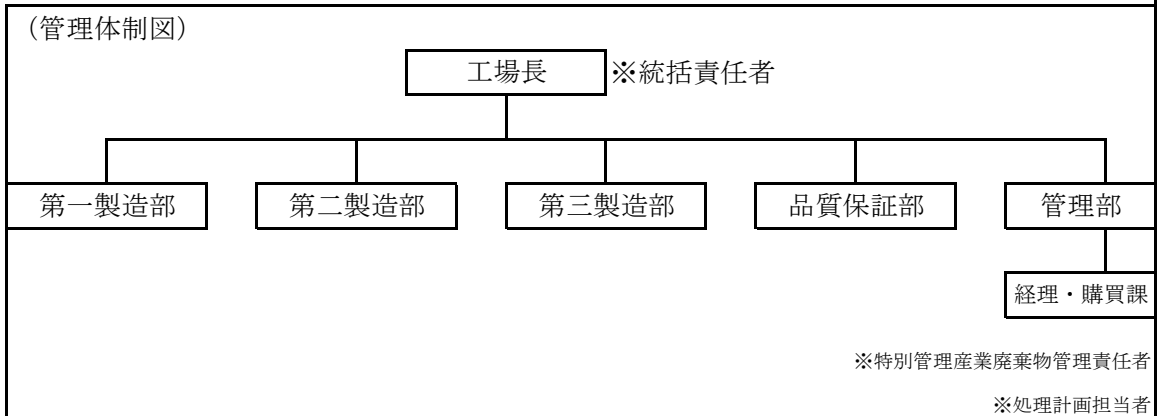 （管理体制図）
工場長 ※統括責任者
第一製造部 第二製造部 第三製造部 品質保証部 管理部
経理・購買課
※特別管理産業廃棄物管理責任者
※処理計画担当者